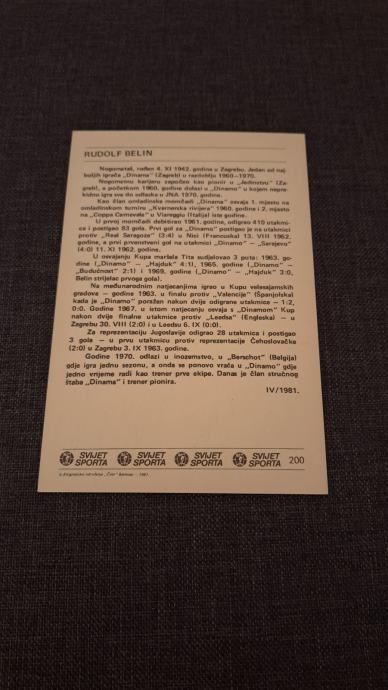 RUDOLF BELIN
Nogometaš, rođen 4. XI 1942. godine u Zagrebu. Jedan od naj-
boljih igrača „Dinama" (Zagreb) u razdoblju 1960—1970.
Nogometnu karijeru započeo kao pionir u „Jedinstvu" (Za-
greb), a početkom 1960. godine dolazi u „Dinamo" u kojem nepre-
kidno igra sve do odlaska u JNA 1970. godine.
Kao član omladinske momčadi „Dinama" osvaja 1. mjesto na
omladinskom turniru „Kvarnerska rivijera" 1960. godine i 2. mjesto
na „Coppa Carnevale" u Viareggiu (Italija) iste godine.
U prvoj momčadi debitirao 1961. godine, odigrao 410 utakmi-
ca i postigao 83 gola. Prvi gol za „Dinamo" postigao je na utakmici
protiv „Real Saragoze" (3:4) u Nici (Francuska) 13. VIII 1962.
godine, a prvi prvenstveni gol na utakmici „Dinamo" — „Sarajevo"
(4:0) 11. XI 1962. godine.
U osvajanju Kupa maršala Tita sudjelovao 3 puta: 1963. go-
dine („Dinamo" — „Hajduk" 4:1), 1965. godine („Dinamo" —
„Budućnost" 2:1) i 1969. godine („Dinamo" — „Hajduk" 3:0,
Belin strijelac prvoga gola).
Na međunarodnim natjecanjima igrao u Kupu velesajamskih
gradova — godine 1963. u finalu protiv „Valencije" (Španjolska)
kada je „Dinamo" poražen nakon dvije odigrane utakmice — 1:2,
0:0. Godine 1967. u istom natjecanju osvaja s „Dinamom" Kup
nakon dvije finalne utakmice protiv „Leedsa" (Engleska) — u
Zagrebu 30. VIII (2:0) i u Leedsu 6. IX (0:0).
Za reprezentaciju Jugoslavije odigrao 28 utakmica i postigao
3 gola — u prvu utakmicu protiv reprezentacije Čehoslovačke
(2:0) u Zagrebu 3. IX 1963. godine.
Godine 1970. odlazi u inozemstvo, u „Berschot" (Belgija)
gdje igra jednu sezonu, a onda se ponovo vraća u „Dinamo" gdje
jedno vrijeme radi kao trener prve ekipe. Danas je član stručnog
štaba „Dinama" i trener pionira.
IV/1981.
SVIJET SPORTA SVIJET SPORTA SVIJET SPORTA SVIJET SPORTA 200